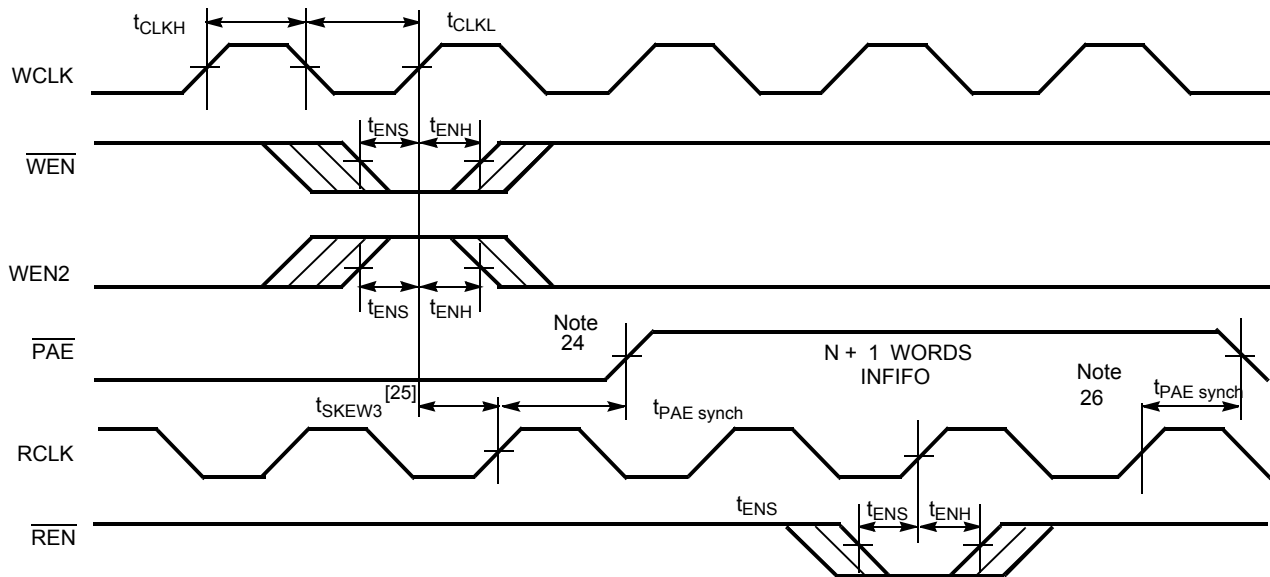 tCLKH
tCLKL
WCLK
tENS
tENH
WEN
WEN2
tENS
tENH
Note
24
PAE
N + 1 WORDS
INFIFO
Note
26
tPAE synch
tSKEW3 [25]
tPAE synch
RCLK
tENS
tENS
tENH
REN